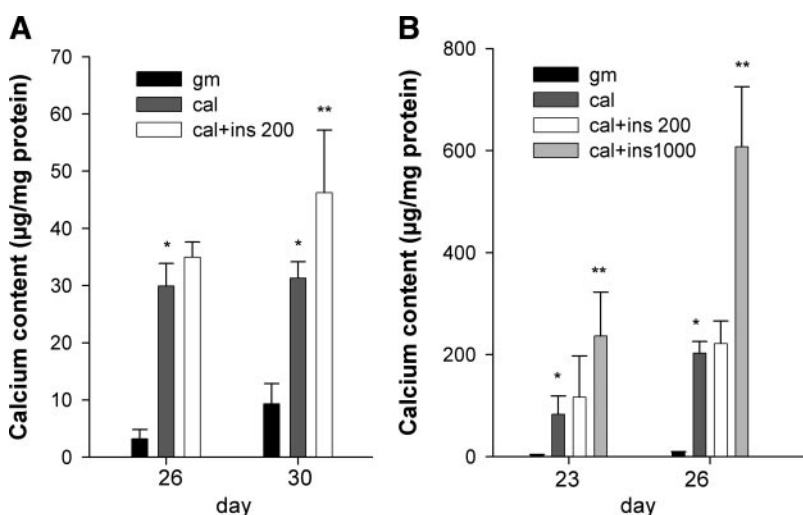 A
Calcium content (µg/mg protein)
70
60
50
40
30
20
10
0
gm
cal
cal+ins 200
*
*
**
26
30
day
B
Calcium content (µg/mg protein)
800
600
400
200
0
gm
cal
cal+ins 200
cal+ins1000
*
**
*
**
23
26
day